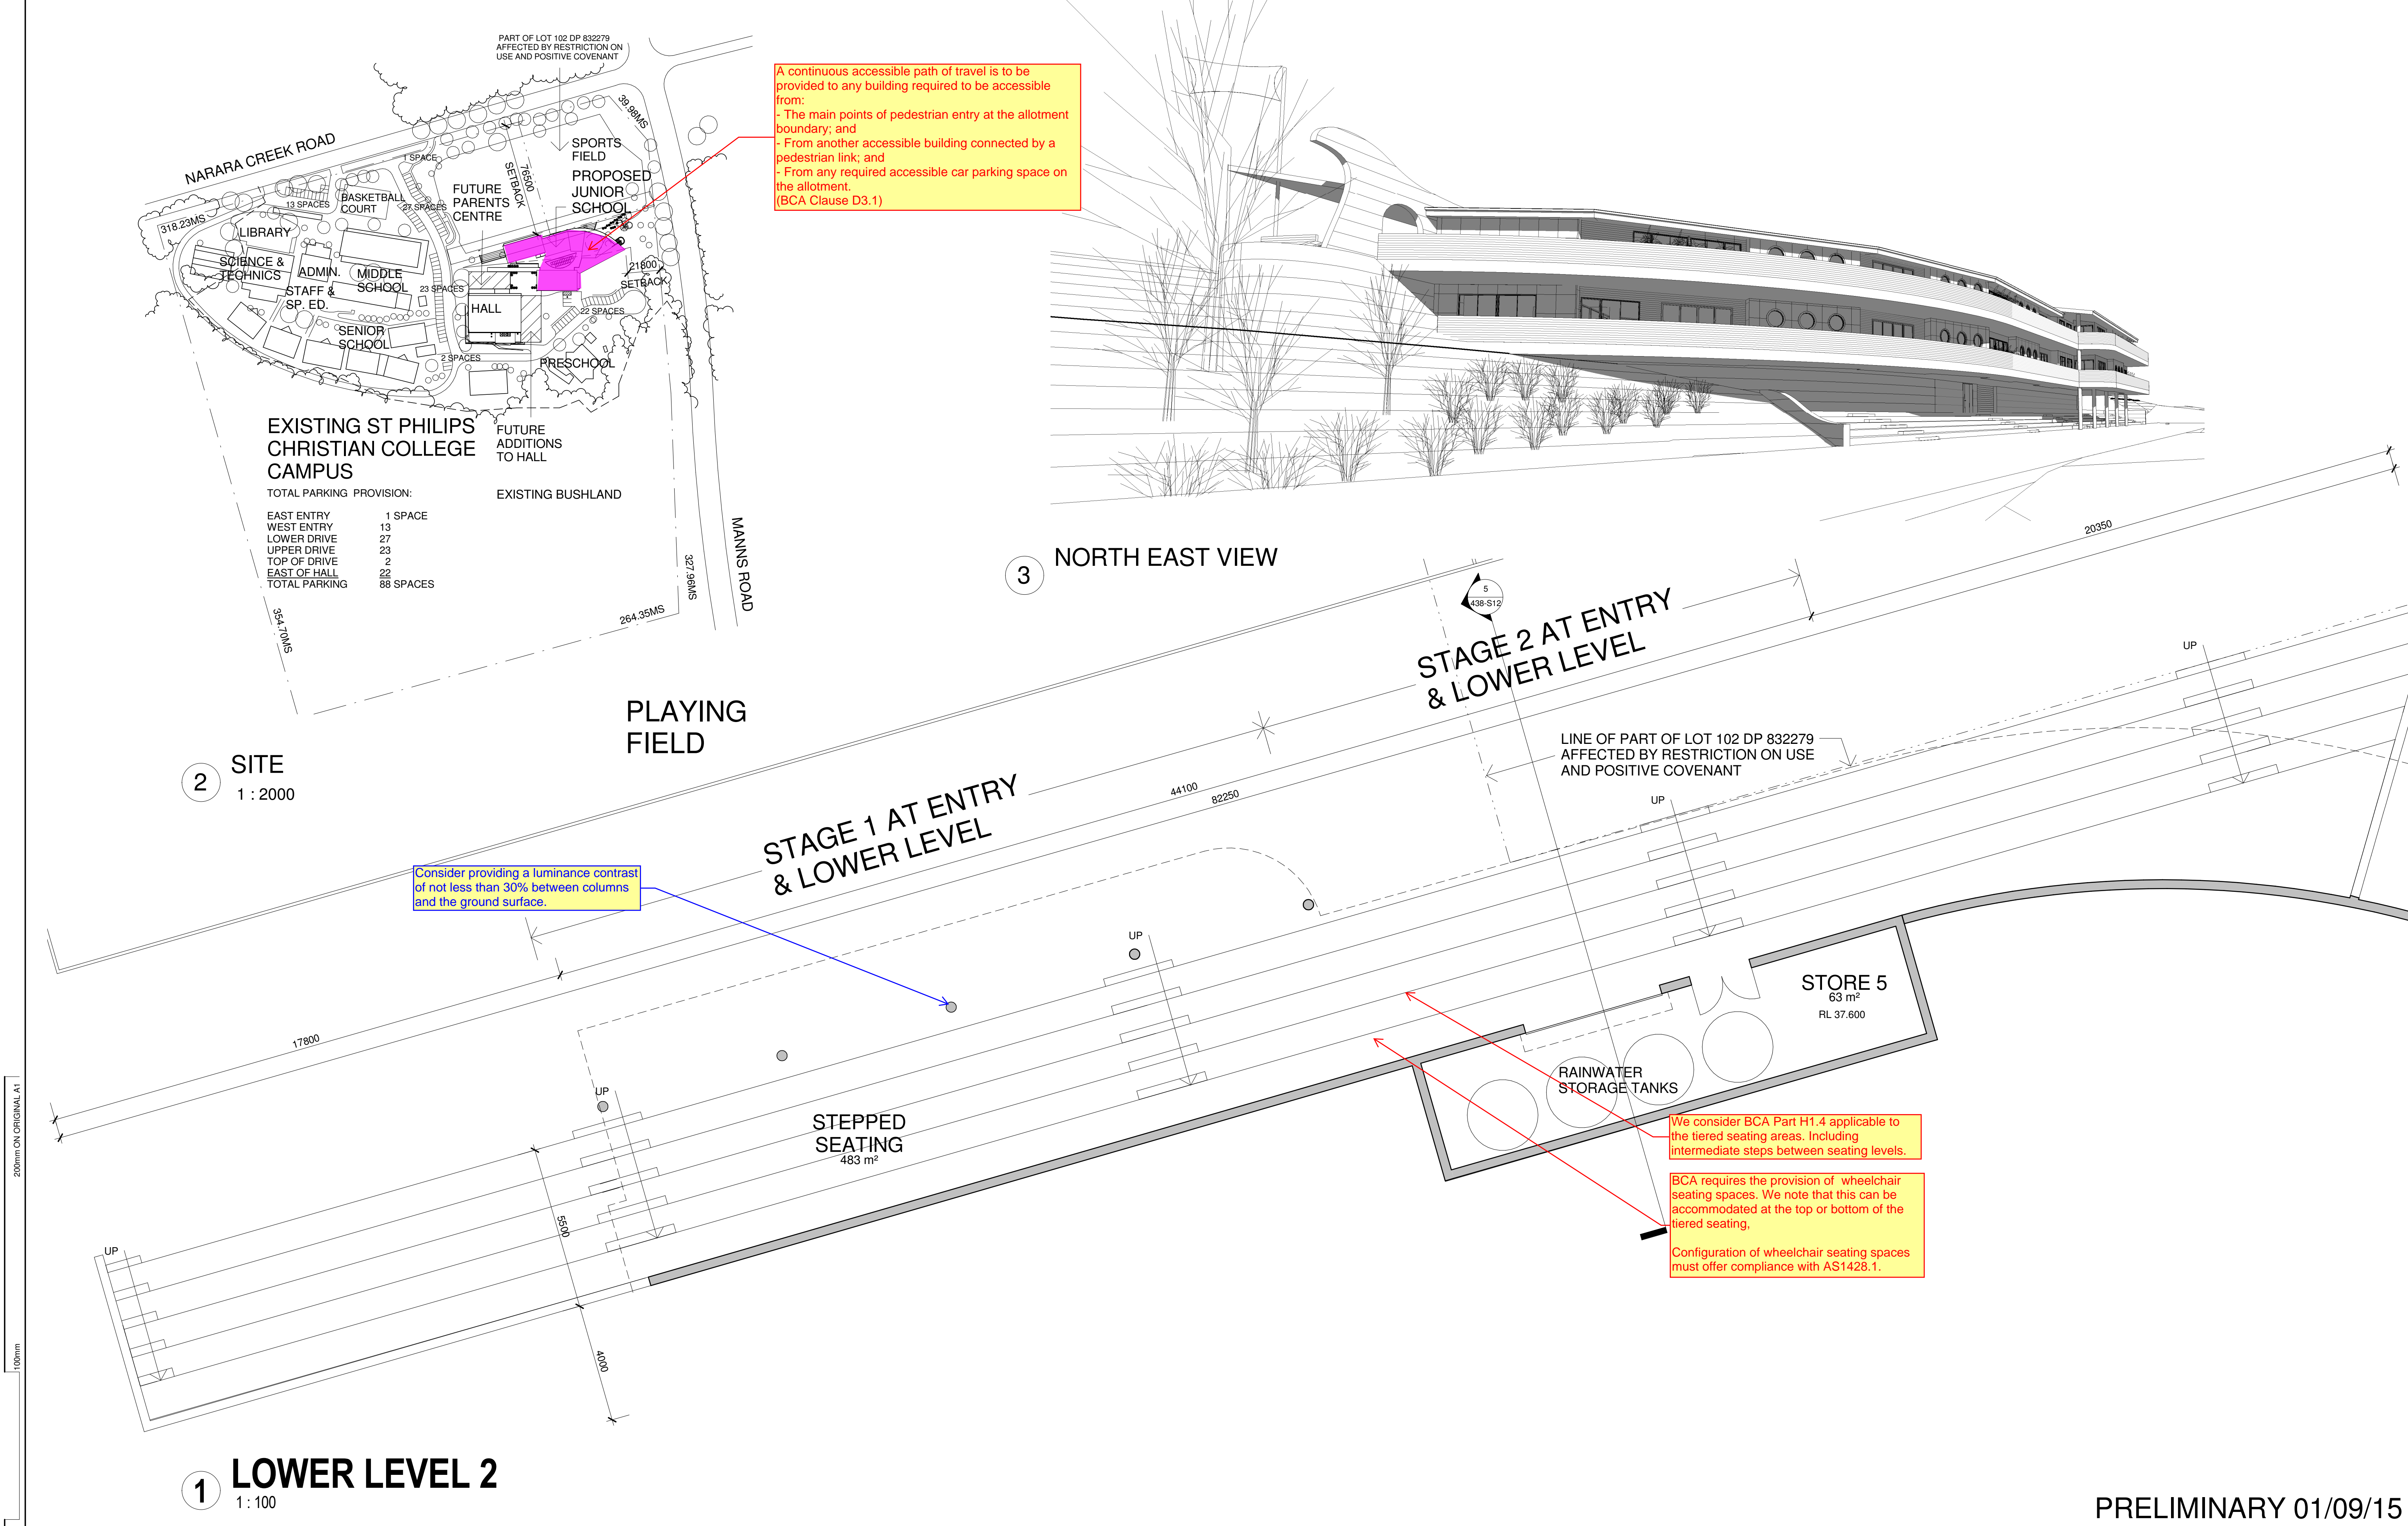 PART OF LOT 102 DP 832279
AFFECTED BY RESTRICTION ON
USE AND POSITIVE COVENANT
39.98MS
NARARA CREEK ROAD
318.23MS
1 SPACE
13 SPACES
BASKETBALL
COURT
27 SPACES
76500
SETBACK
SPORTS
FIELD
PROPOSED
JUNIOR
SCHOOL
FUTURE
PARENTS
CENTRE
LIBRARY
SCIENCE &
TECHNICS
ADMIN.
MIDDLE
SCHOOL
STAFF &
SP. ED.
23 SPACES
HALL
21800
SETBACK
22 SPACES
SENIOR
SCHOOL
2 SPACES
PRESCHOOL
EXISTING ST PHILIPS
CHRISTIAN COLLEGE
CAMPUS
FUTURE
ADDITIONS
TO HALL
TOTAL PARKING PROVISION:
EXISTING BUSHLAND
EAST ENTRY 1 SPACE
WEST ENTRY 13
LOWER DRIVE 27
UPPER DRIVE 23
TOP OF DRIVE 2
EAST OF HALL 22
TOTAL PARKING 88 SPACES
354.70MS
264.35MS
327.96MS
MANNS ROAD
2 SITE
1 : 2000
A continuous accessible path of travel is to be
provided to any building required to be accessible
from:
- The main points of pedestrian entry at the allotment
boundary; and
- From another accessible building connected by a
pedestrian link; and
- From any required accessible car parking space on
the allotment.
(BCA Clause D3.1)
3 NORTH EAST VIEW
PLAYING
FIELD
STAGE 1 AT ENTRY
& LOWER LEVEL
STAGE 2 AT ENTRY
& LOWER LEVEL
5
438-S12
20350
44100
82250
17800
LINE OF PART OF LOT 102 DP 832279
AFFECTED BY RESTRICTION ON USE
AND POSITIVE COVENANT
UP
UP
UP
UP
UP
Consider providing a luminance contrast
of not less than 30% between columns
and the ground surface.
STORE 5
63 m²
RL 37.600
RAINWATER
STORAGE TANKS
STEPPED
SEATING
483 m²
5500
4000
We consider BCA Part H1.4 applicable to
the tiered seating areas. Including
intermediate steps between seating levels.
BCA requires the provision of wheelchair
seating spaces. We note that this can be
accommodated at the top or bottom of the
tiered seating,
Configuration of wheelchair seating spaces
must offer compliance with AS1428.1.
200mm ON ORIGINAL A1
100mm
1 LOWER LEVEL 2
1 : 100
PRELIMINARY 01/09/15